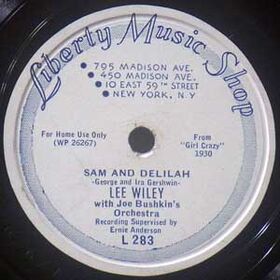 Liberty Music Shop
• 795 MADISON AVE.
• 450 MADISON AVE.
• 10 EAST 59TH STREET
• NEW YORK, N.Y
For Home Use Only
(WP 26267)
From
"Girl Crazy"
1930
SAM AND DELILAH
-George and Ira Gershwin-
LEE WILEY
with Joe Bushkin's
Orchestra
Recording Supervised by
Ernie Anderson
L 283